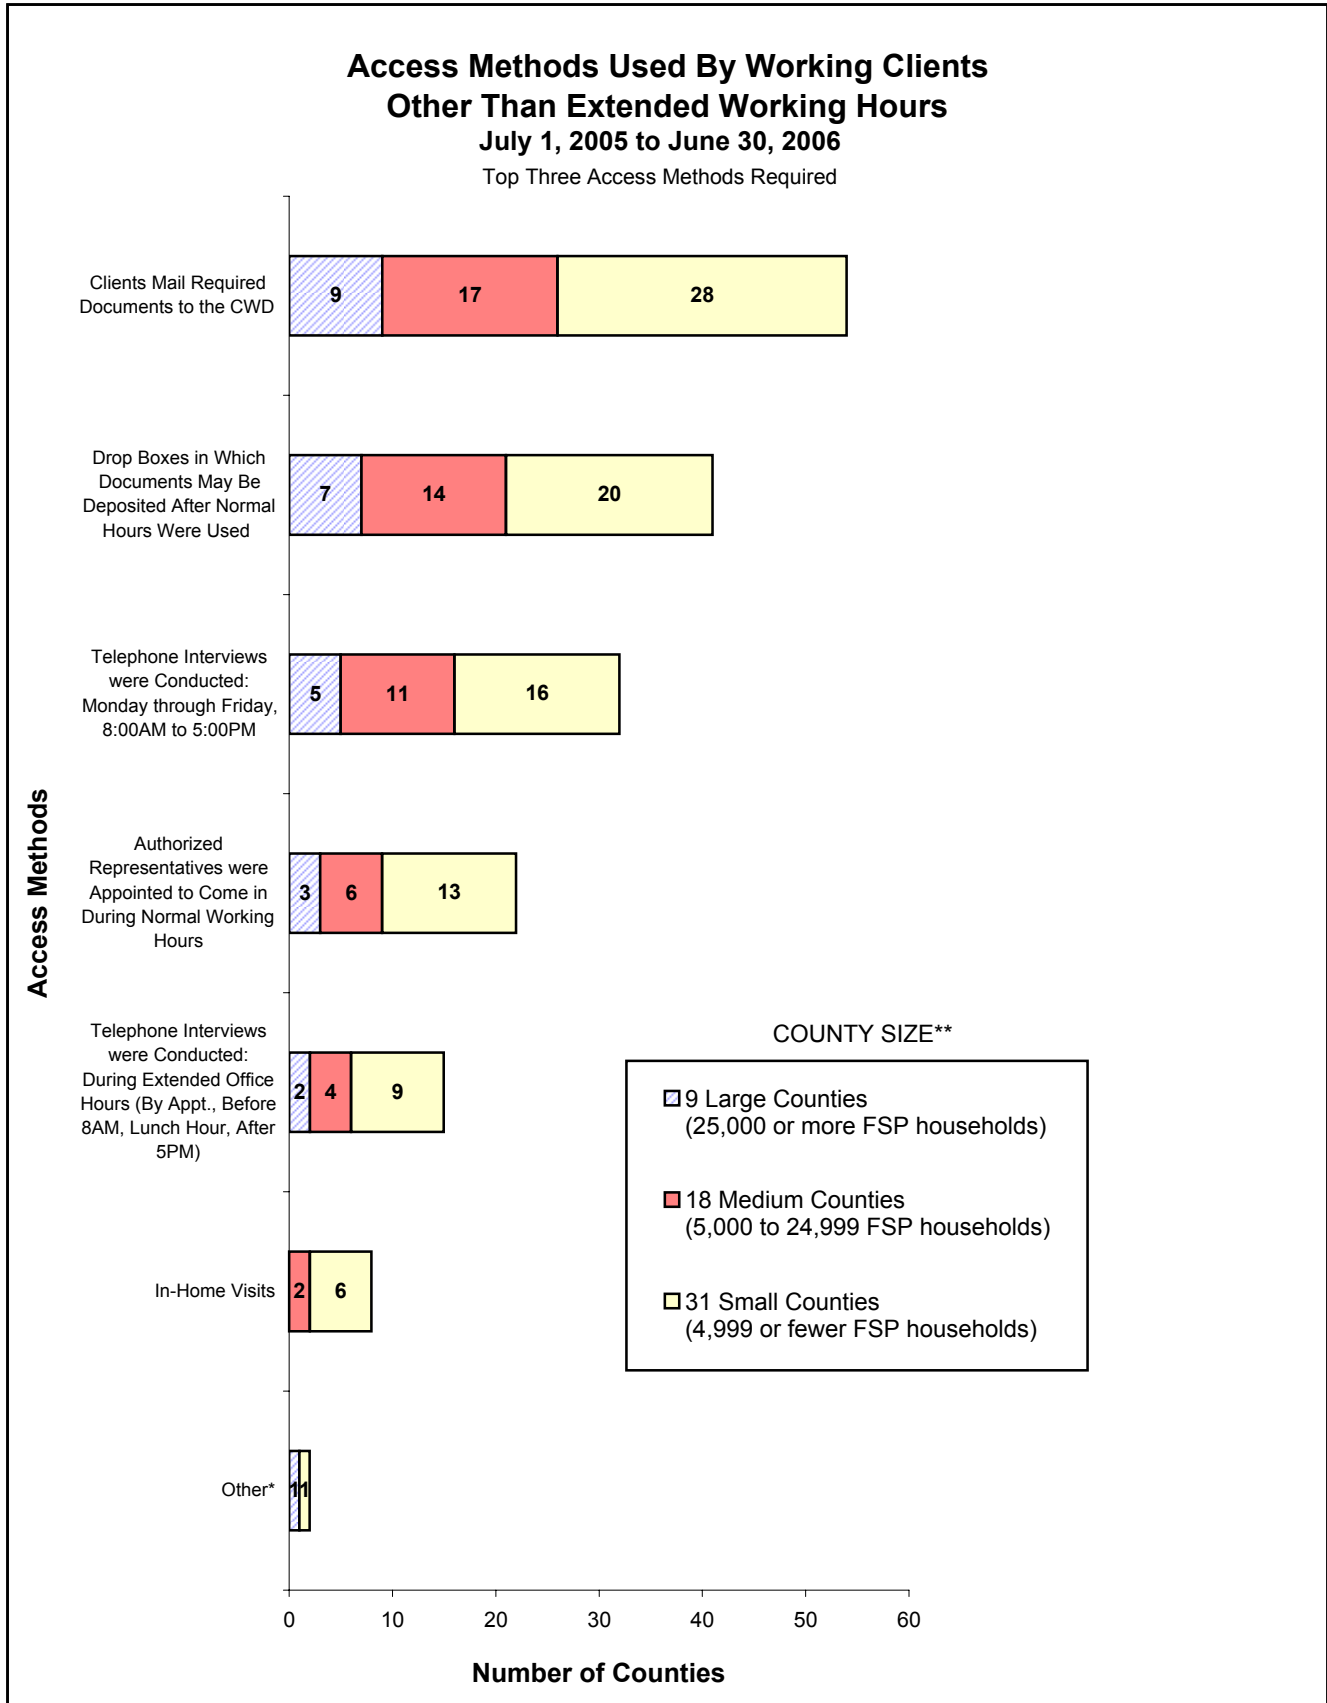 Access Methods Used By Working Clients
Other Than Extended Working Hours
July 1, 2005 to June 30, 2006
Top Three Access Methods Required
Clients Mail Required
Documents to the CWD
9 17 28
Drop Boxes in Which
Documents May Be
Deposited After Normal
Hours Were Used
7 14 20
Telephone Interviews
were Conducted:
Monday through Friday,
8:00AM to 5:00PM
5 11 16
Access Methods
Authorized
Representatives were
Appointed to Come in
During Normal Working
Hours
3 6 13
Telephone Interviews
were Conducted:
During Extended Office
Hours (By Appt., Before
8AM, Lunch Hour, After
5PM)
2 4 9
COUNTY SIZE**
9 Large Counties
(25,000 or more FSP households)
18 Medium Counties
(5,000 to 24,999 FSP households)
31 Small Counties
(4,999 or fewer FSP households)
In-Home Visits
2 6
Other*
1 1
0 10 20 30 40 50 60
Number of Counties